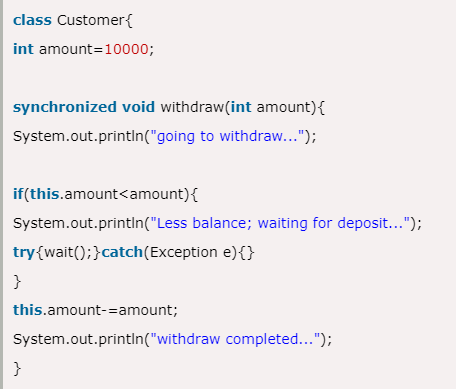 class Customer{
int amount=10000;
synchronized void withdraw(int amount){
System.out.println("going to withdraw...");
if(this.amount<amount){
System.out.println("Less balance; waiting for deposit...");
try{wait();}catch(Exception e){}
}
this.amount-=amount;
System.out.println("withdraw completed...");
}